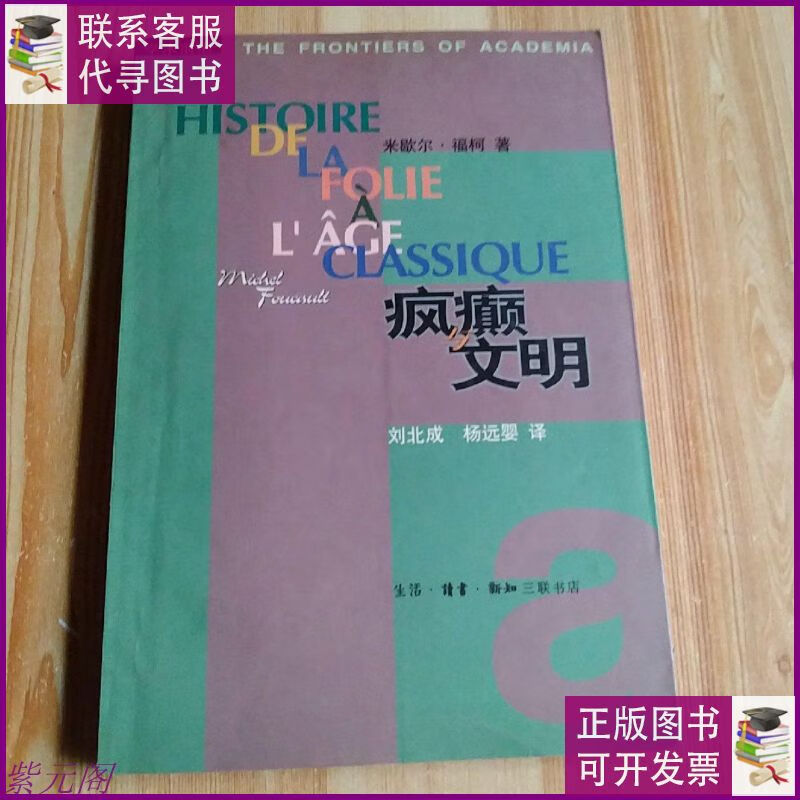 联系客服
代寻图书
THE FRONTIERS OF ACADEMIA
HISTOIRE
DE
LA
FOLIE
À
L'ÂGE
CLASSIQUE
米歇尔·福柯 著
Michel
Foucault
疯癫
与
文明
刘北成 杨远婴 译
a
生活·讀書·新知三联书店
正版图书
可开发票
紫元阁